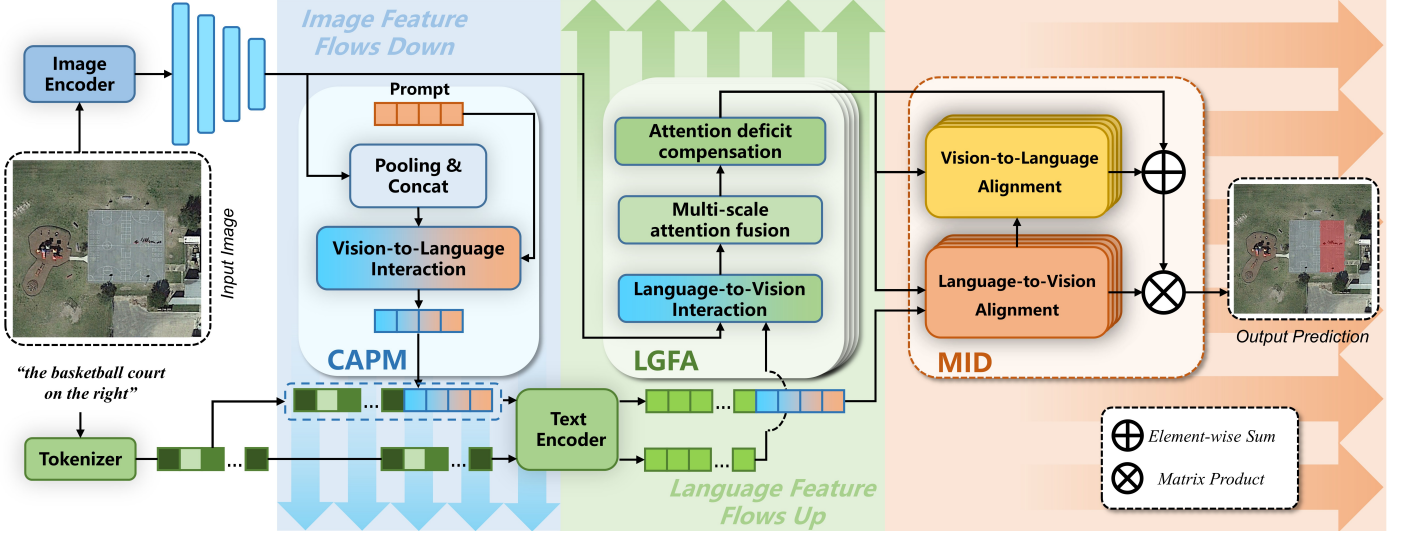 Image Feature
Flows Down
Image
Encoder
Prompt
Pooling &
Concat
Vision-to-Language
Interaction
CAPM
Attention deficit
compensation
Multi-scale
attention fusion
Language-to-Vision
Interaction
LGFA
Vision-to-Language
Alignment
Language-to-Vision
Alignment
MID
Input Image
Output Prediction
“the basketball court
on the right”
Tokenizer
...
...
...
Text
Encoder
...
...
Language Feature
Flows Up
Element-wise Sum
Matrix Product